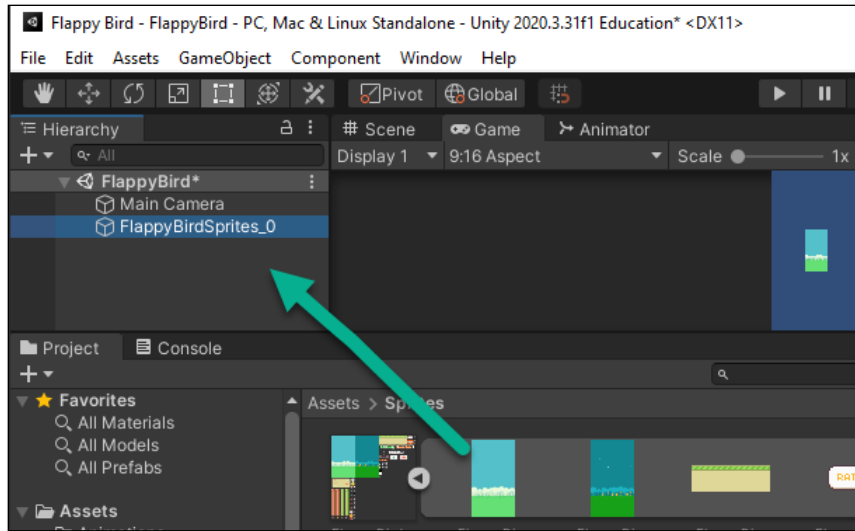 Flappy Bird - FlappyBird - PC, Mac & Linux Standalone - Unity 2020.3.31f1 Education* <DX11>
File Edit Assets GameObject Component Window Help
Pivot Global
Hierarchy
Scene Game Animator
All
Display 1 9:16 Aspect Scale 1x
FlappyBird*
Main Camera
FlappyBirdSprites_0
Project Console
Favorites
Assets > Sprites
All Materials
All Models
All Prefabs
Assets